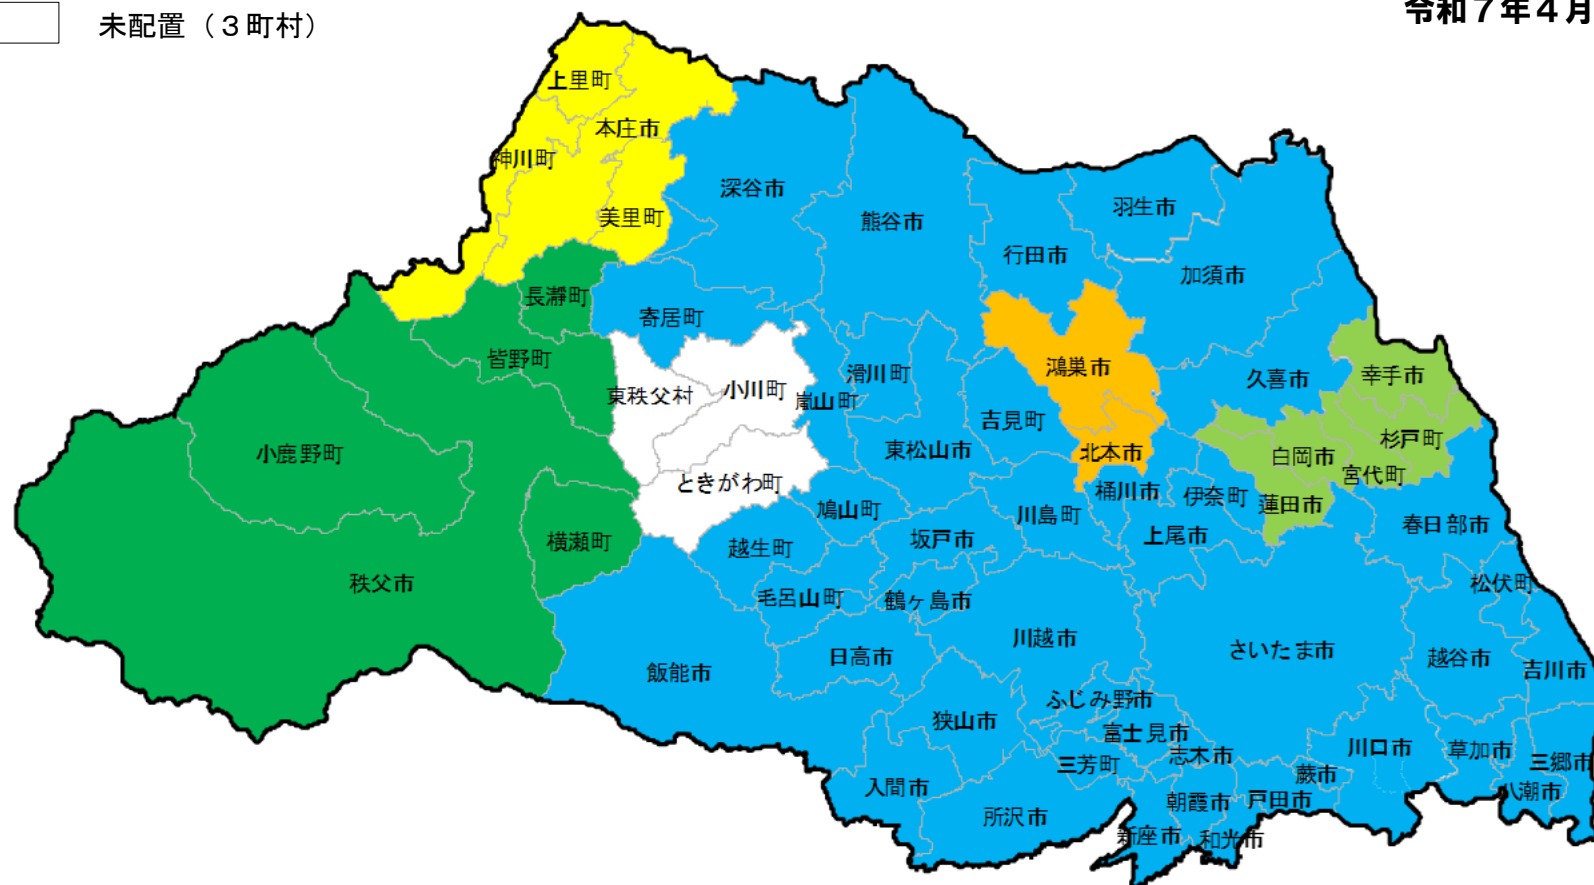 未配置（３町村）
令和７年４月
上里町
本庄市
神川町
美里町
深谷市
熊谷市
羽生市
行田市
加須市
長瀞町
寄居町
皆野町
東秩父村
小川町
嵐山町
滑川町
鴻巣市
久喜市
幸手市
吉見町
杉戸町
小鹿野町
東松山市
北本市
白岡市
宮代町
ときがわ町
桶川市
伊奈町
蓮田市
鳩山町
川島町
春日部市
横瀬町
越生町
坂戸市
上尾市
秩父市
毛呂山町
鶴ヶ島市
松伏町
川越市
さいたま市
日高市
越谷市
飯能市
吉川市
ふじみ野市
狭山市
富士見市
志木市
川口市
草加市
三芳町
三郷市
入間市
蕨市
朝霞市
戸田市
八潮市
所沢市
新座市
和光市